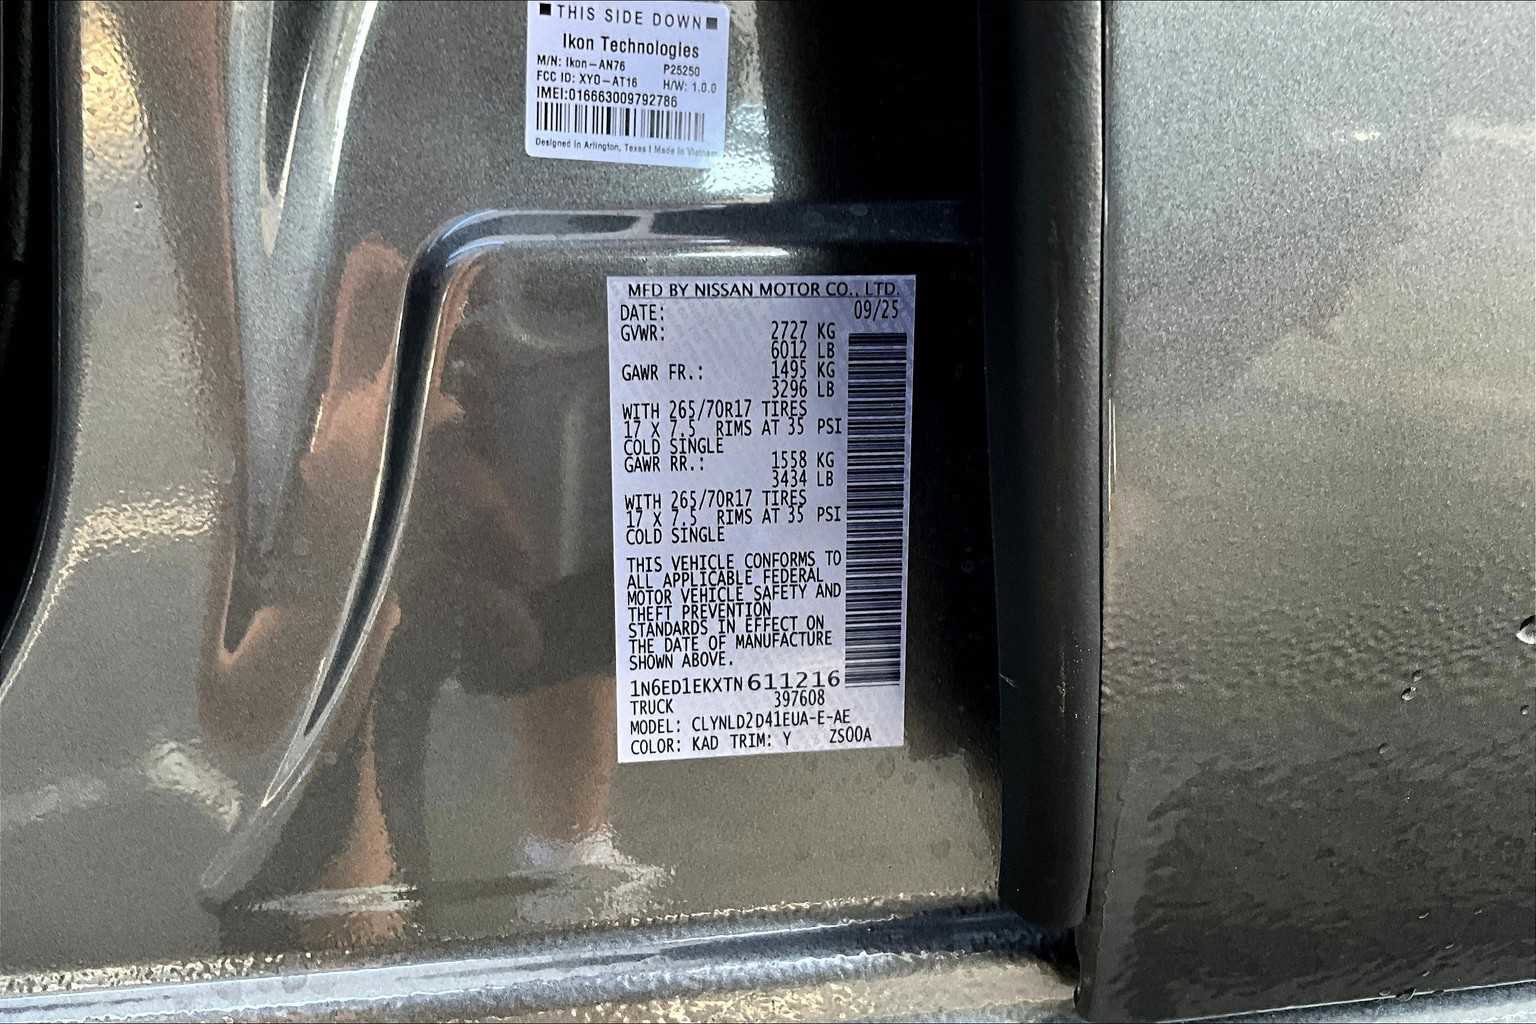 ■ THIS SIDE DOWN ■
Ikon Technologies
M/N: Ikon-AN76 P25250
FCC ID: XYO-AT16 H/W: 1.0.0
IMEI:016663009792786
Designed in Arlington, Texas | Made in Vietnam
MFD BY NISSAN MOTOR CO., LTD.
DATE: 09/25
GVWR: 2727 KG
6012 LB
GAWR FR.: 1495 KG
3296 LB
WITH 265/70R17 TIRES
17 X 7.5 RIMS AT 35 PSI
COLD SINGLE
GAWR RR.: 1558 KG
3434 LB
WITH 265/70R17 TIRES
17 X 7.5 RIMS AT 35 PSI
COLD SINGLE
THIS VEHICLE CONFORMS TO
ALL APPLICABLE FEDERAL
MOTOR VEHICLE SAFETY AND
THEFT PREVENTION
STANDARDS IN EFFECT ON
THE DATE OF MANUFACTURE
SHOWN ABOVE.
1N6ED1EKXTN611216
TRUCK 397608
MODEL: CLYNLD2D41EUA-E-AE
COLOR: KAD TRIM: Y ZS00A